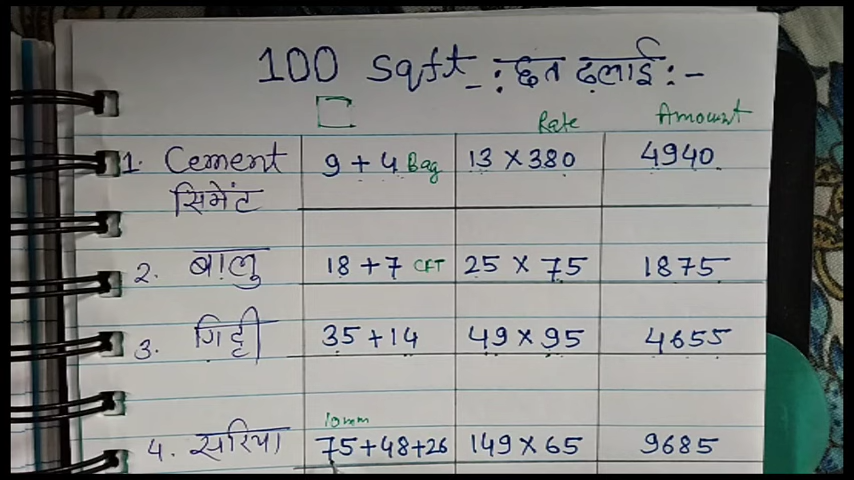 100 Sqft : छत ढ़लाई :-
Rate Amount
1. Cement 9 + 4 Bag 13 × 380 4940
सिमेंट
2. बालु 18 + 7 CFT 25 × 75 1875
3. गिट्टी 35 + 14 49 × 95 4655
10mm
4. सरिया 75 + 48 + 26 149 × 65 9685